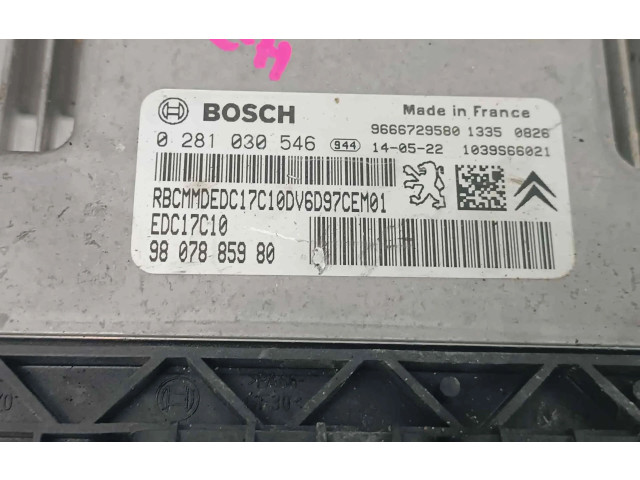 BOSCH
Made in France
9666729580 1335 0826
0 281 030 546 944 14-05-22 1039S66021
RBCMMDEDC17C10DV6D97CEM01
EDC17C10
98 078 859 80